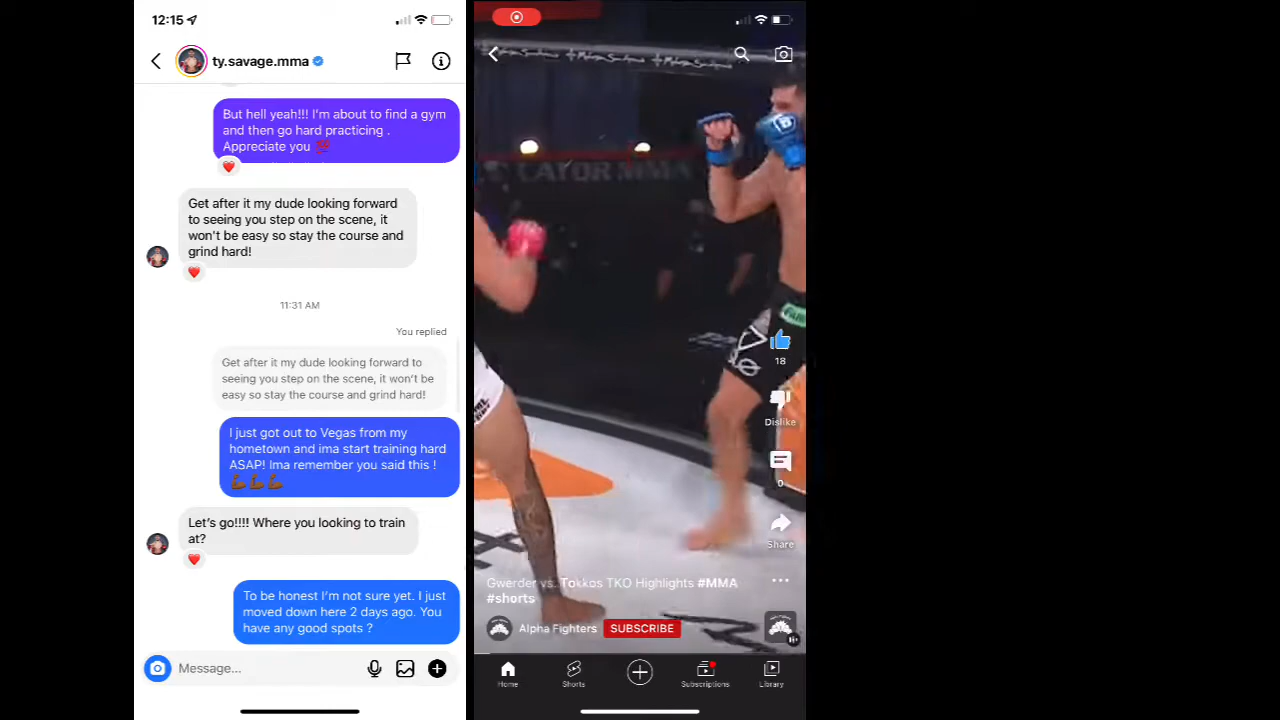 12:15
ty.savage.mma
But hell yeah!!! I'm about to find a gym
and then go hard practicing .
Appreciate you 💯
Get after it my dude looking forward
to seeing you step on the scene, it
won't be easy so stay the course and
grind hard!
11:31 AM
You replied
Get after it my dude looking forward to
seeing you step on the scene, it won't be
easy so stay the course and grind hard!
I just got out to Vegas from my
hometown and ima start training hard
ASAP! Ima remember you said this !
💪🏾💪🏾💪🏾
Let's go!!!! Where you looking to train
at?
To be honest I'm not sure yet. I just
moved down here 2 days ago. You
have any good spots ?
Message...
CATOR MMA
18
Dislike
0
Share
Gwerder vs. Tokkos TKO Highlights #MMA
#shorts
Alpha Fighters SUBSCRIBE
Home Shorts Subscriptions Library